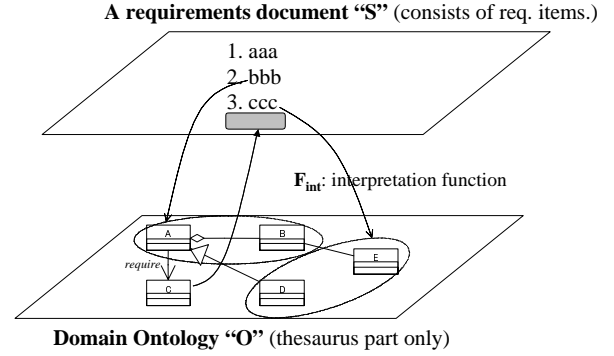 A requirements document “S” (consists of req. items.)
1. aaa
2. bbb
3. ccc
Fint: interpretation function
A
B
E
require
C
D
Domain Ontology “O” (thesaurus part only)